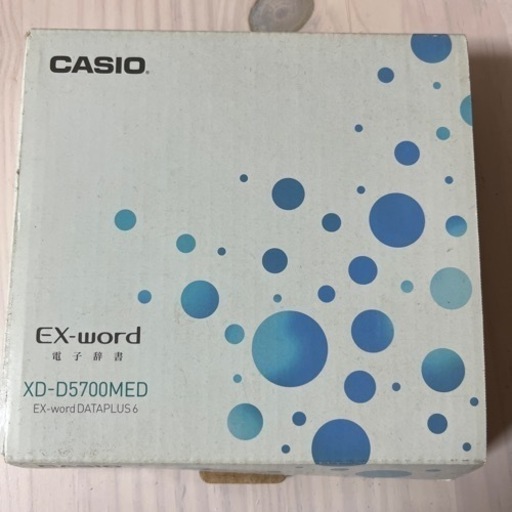 CASIO
EX-word
電子辞書
XD-D5700MED
EX-word DATAPLUS 6